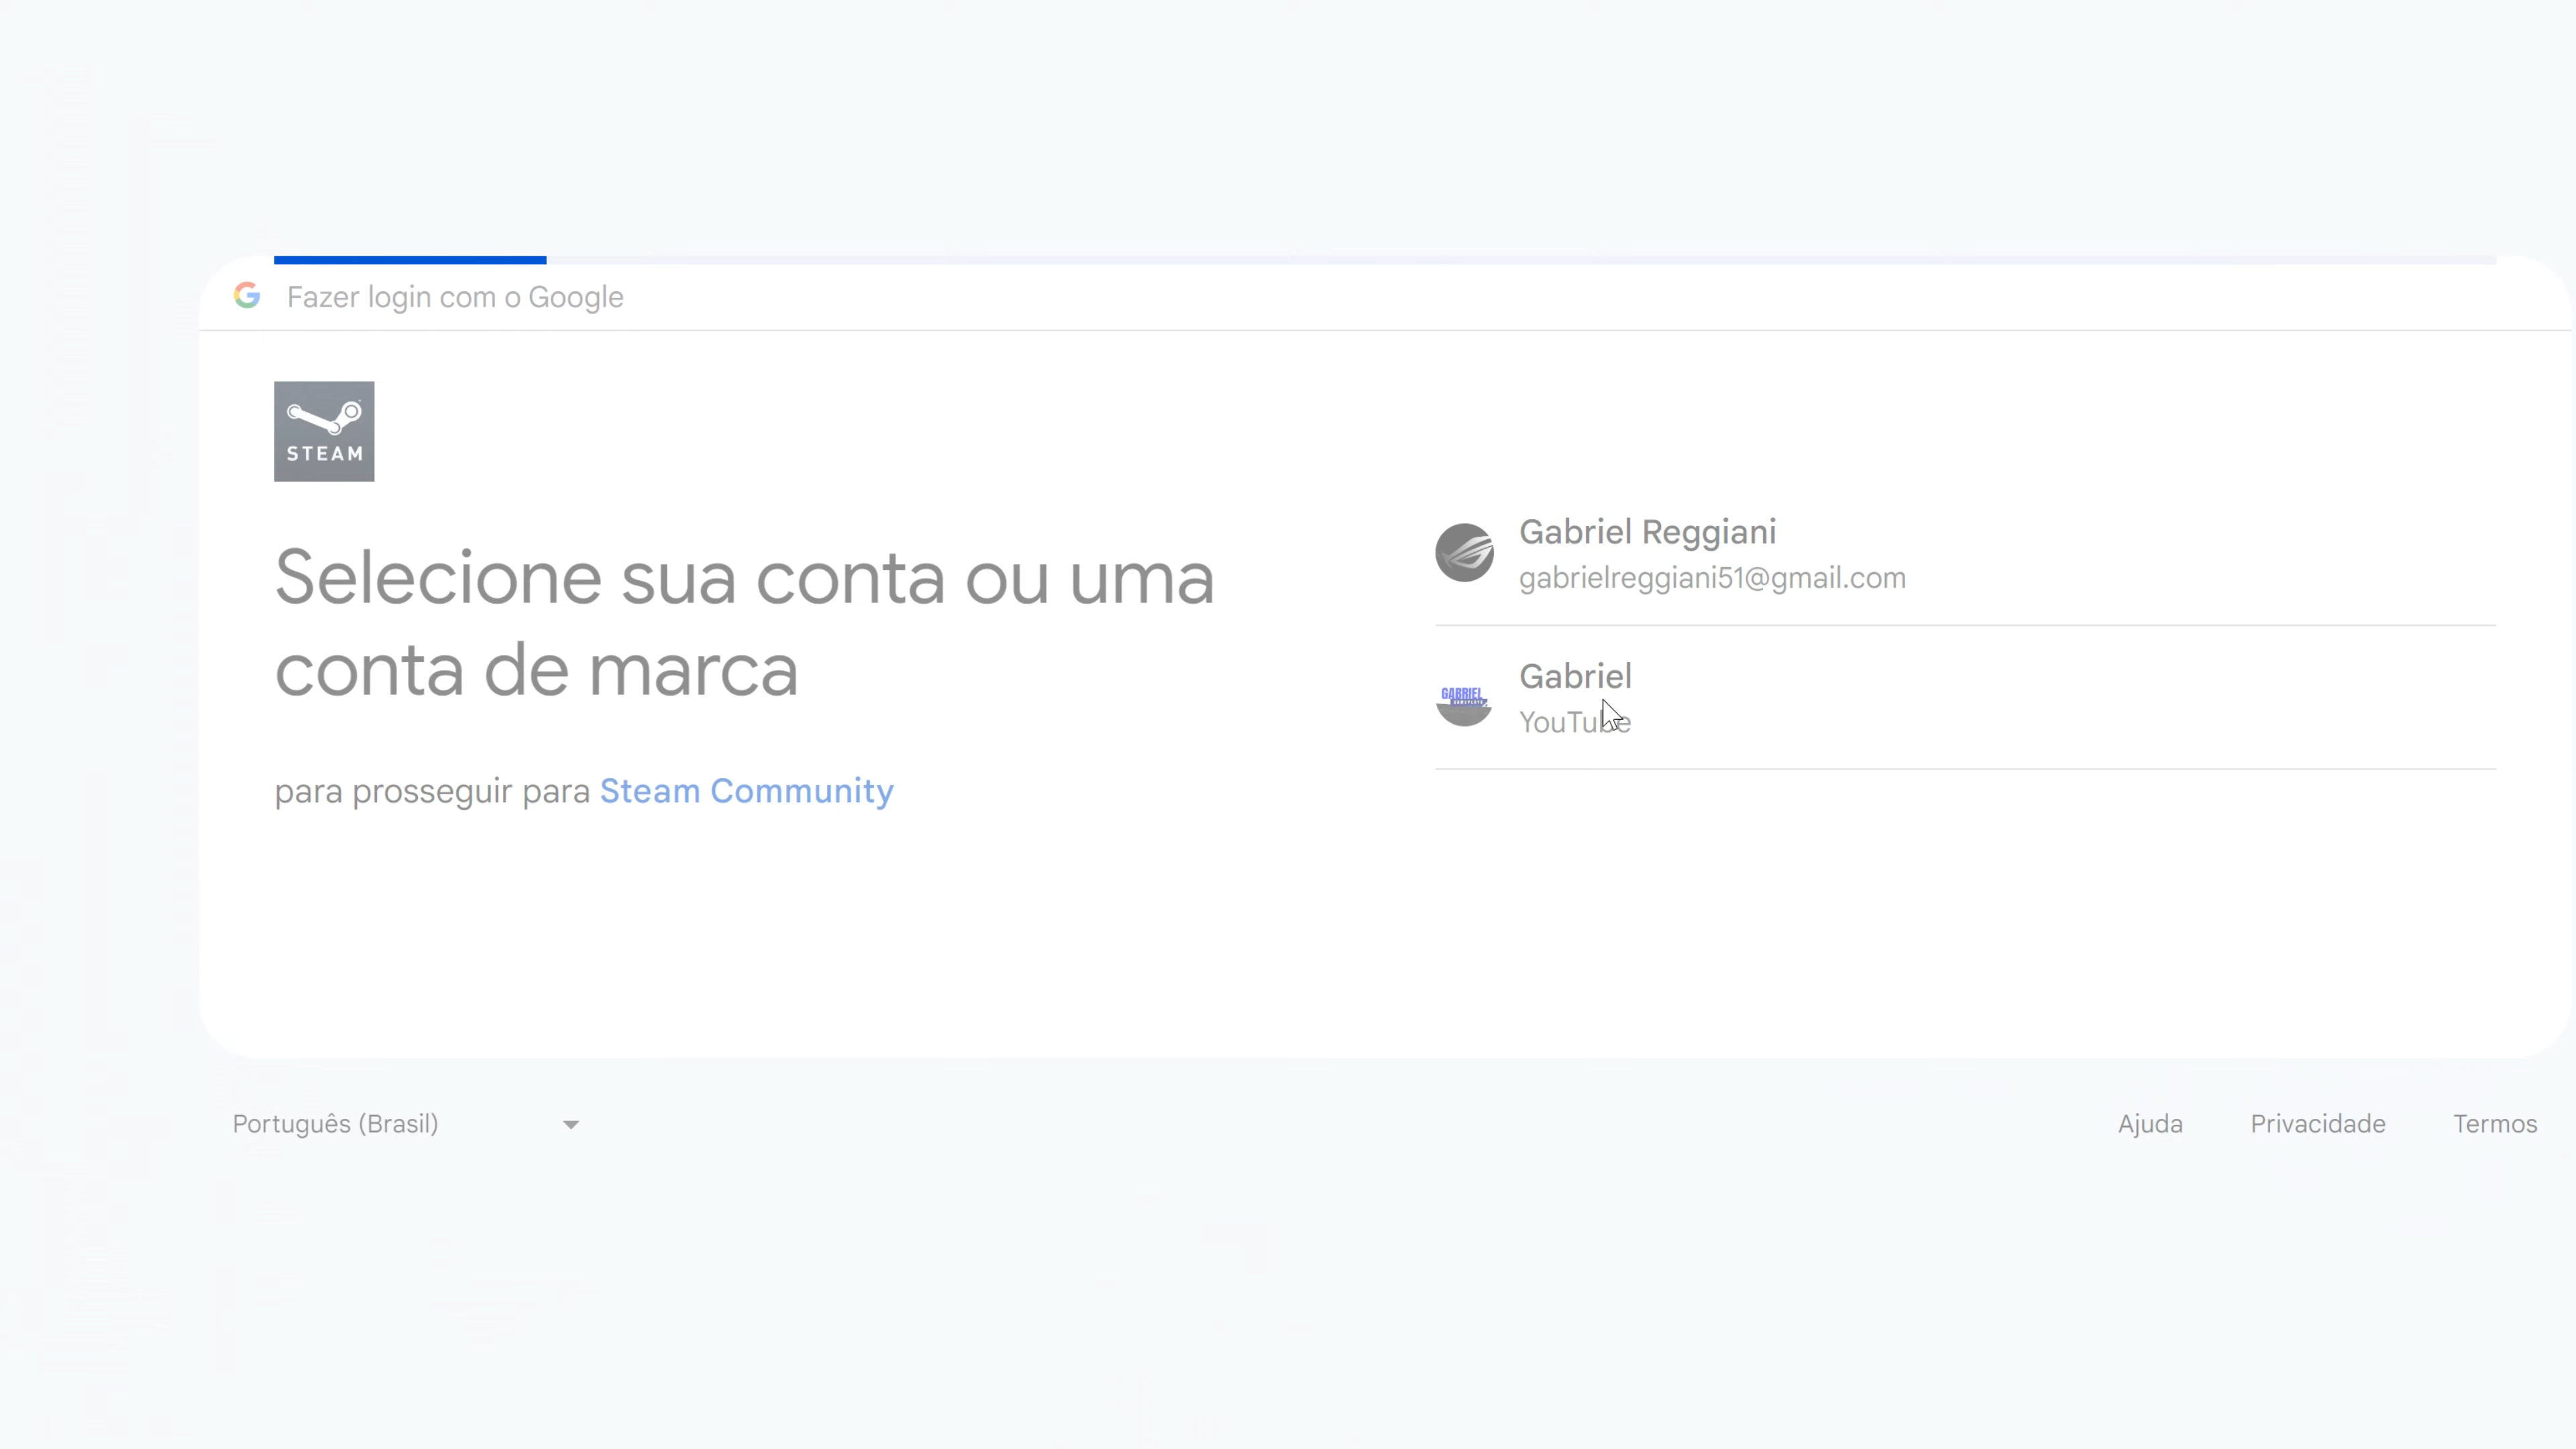 Fazer login com o Google
STEAM
Selecione sua conta ou uma
conta de marca
para prosseguir para Steam Community
Gabriel Reggiani
gabrielreggiani51@gmail.com
GABRIEL
Gabriel
YouTube
Português (Brasil)
Ajuda
Privacidade
Termos